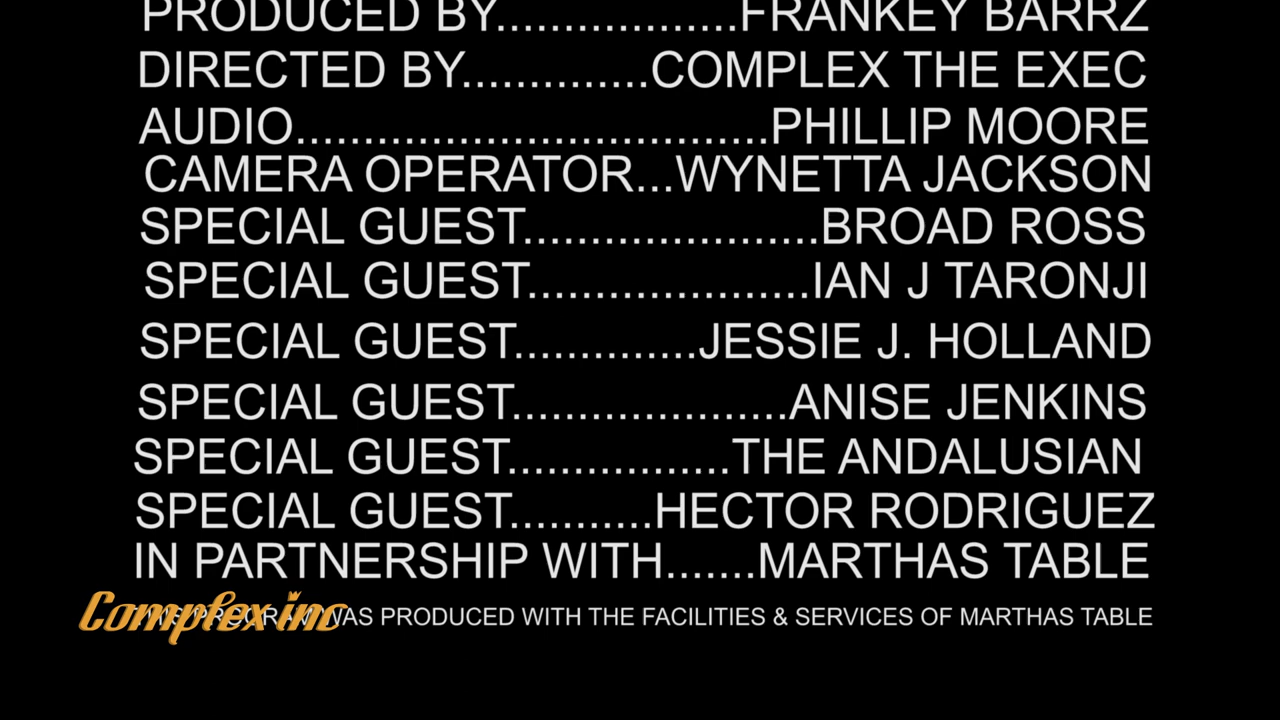 PRODUCED BY..................FRANKEY BARRZ
DIRECTED BY..............COMPLEX THE EXEC
AUDIO...................................PHILLIP MOORE
CAMERA OPERATOR...WYNETTA JACKSON
SPECIAL GUEST......................BROAD ROSS
SPECIAL GUEST.....................IAN J TARONJI
SPECIAL GUEST..............JESSIE J. HOLLAND
SPECIAL GUEST.....................ANISE JENKINS
SPECIAL GUEST.................THE ANDALUSIAN
SPECIAL GUEST...........HECTOR RODRIGUEZ
IN PARTNERSHIP WITH.......MARTHAS TABLE
THIS PROGRAM WAS PRODUCED WITH THE FACILITIES & SERVICES OF MARTHAS TABLE
Complex inc